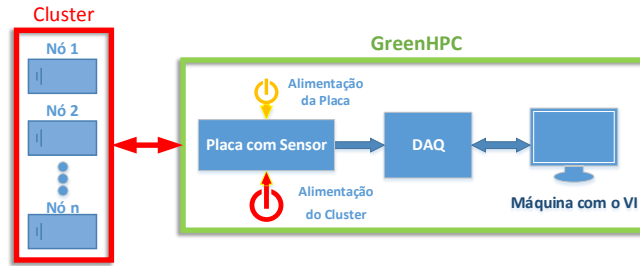 Cluster
Nó 1
Nó 2
Nó n
GreenHPC
Alimentação
da Placa
Placa com Sensor
DAQ
Alimentação
do Cluster
Máquina com o VI